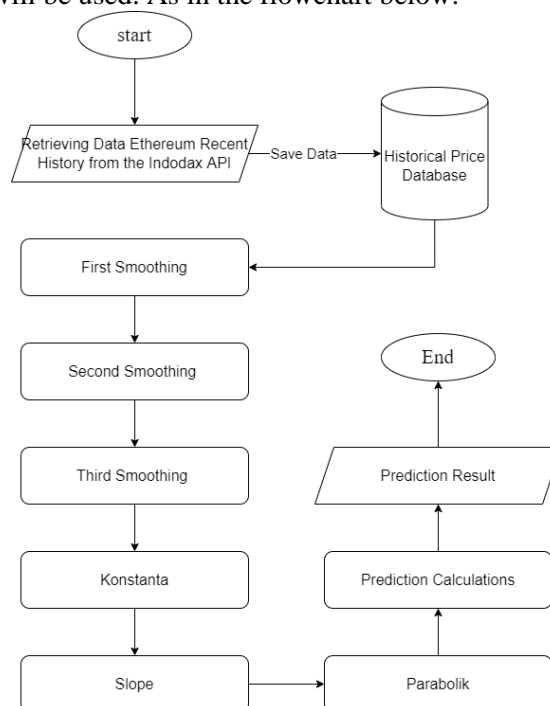 will be used. As in the flowchart below:
start
Retrieving Data Ethereum Recent
History from the Indodax API
Save Data
Historical Price
Database
First Smoothing
Second Smoothing
Third Smoothing
Konstanta
Slope
Parabolik
Prediction Calculations
Prediction Result
End